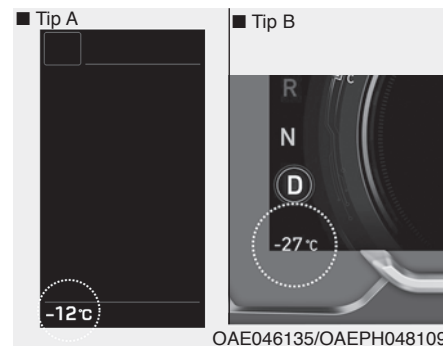 ■ Tip A
-12℃
■ Tip B
℃
R
N
D
-27℃
OAE046135/OAEPH048109